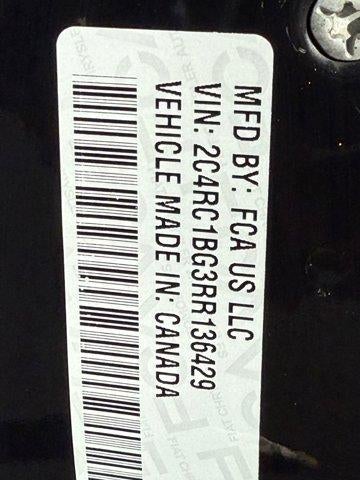 MFD BY: FCA US LLC
VIN: 2C4RC1BG3RR136429
VEHICLE MADE IN: CANADA